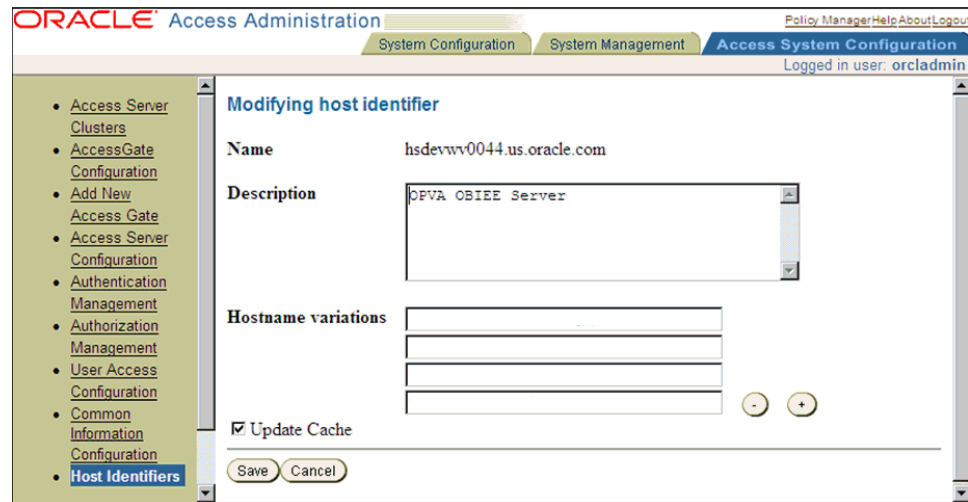 ORACLE Access Administration
Policy Manager Help About Logout
System Configuration System Management Access System Configuration
Logged in user: orcladmin
Access Server
Clusters
AccessGate
Configuration
Add New
Access Gate
Access Server
Configuration
Authentication
Management
Authorization
Management
User Access
Configuration
Common
Information
Configuration
Host Identifiers
Modifying host identifier
Name hsdevwv0044.us.oracle.com
Description OPVA OBIEE Server
Hostname variations
- +
Update Cache
Save Cancel